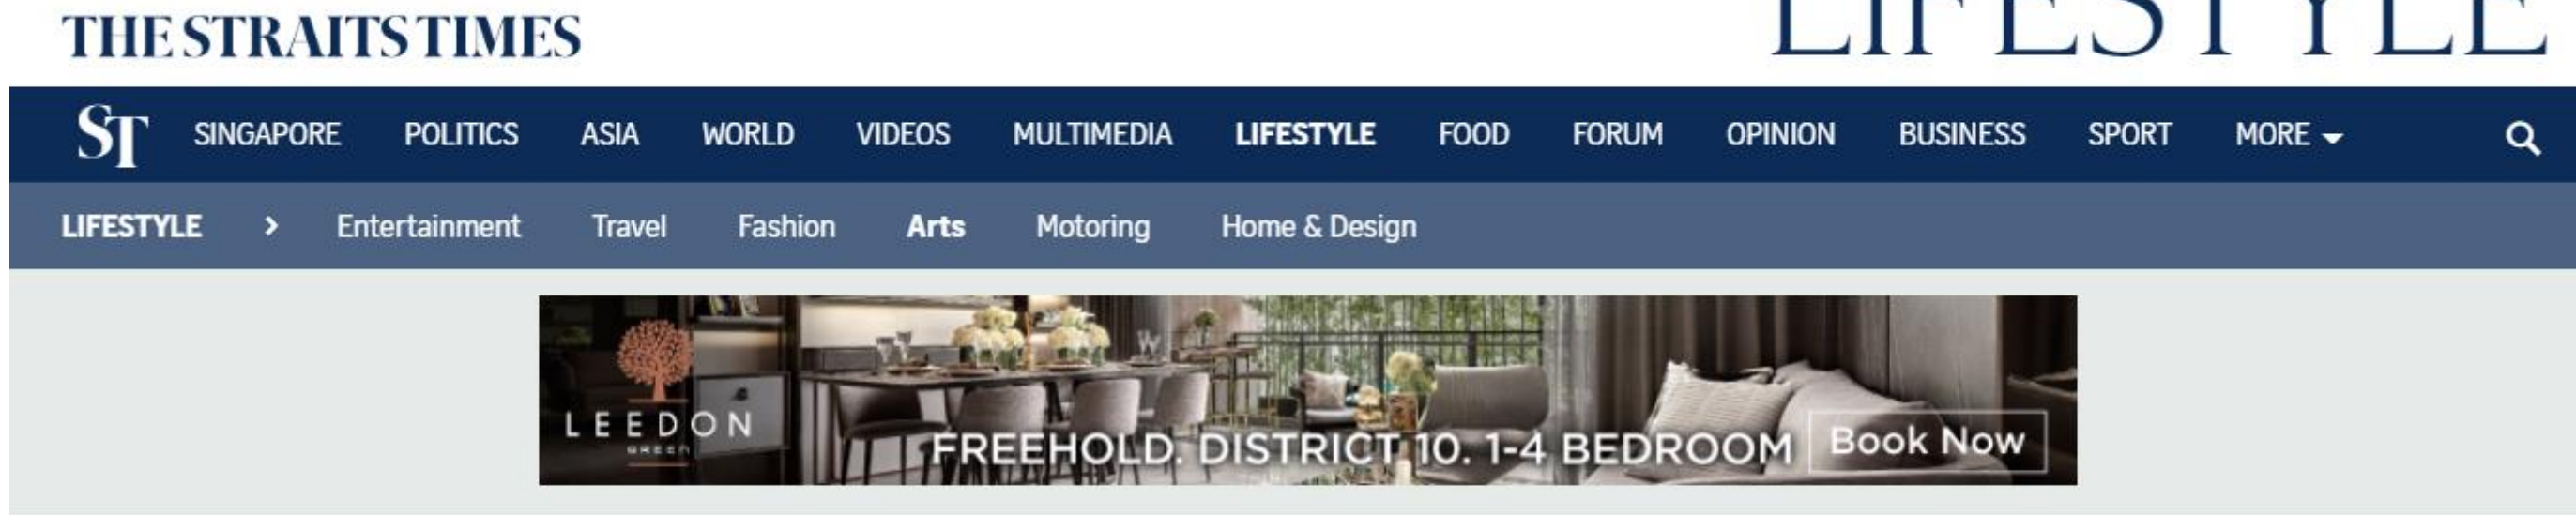 THE STRAITS TIMES
LIFESTYLE
ST SINGAPORE POLITICS ASIA WORLD VIDEOS MULTIMEDIA LIFESTYLE FOOD FORUM OPINION BUSINESS SPORT MORE
LIFESTYLE > Entertainment Travel Fashion Arts Motoring Home & Design
LEEDON
GREEN
FREEHOLD. DISTRICT 10. 1-4 BEDROOM Book Now